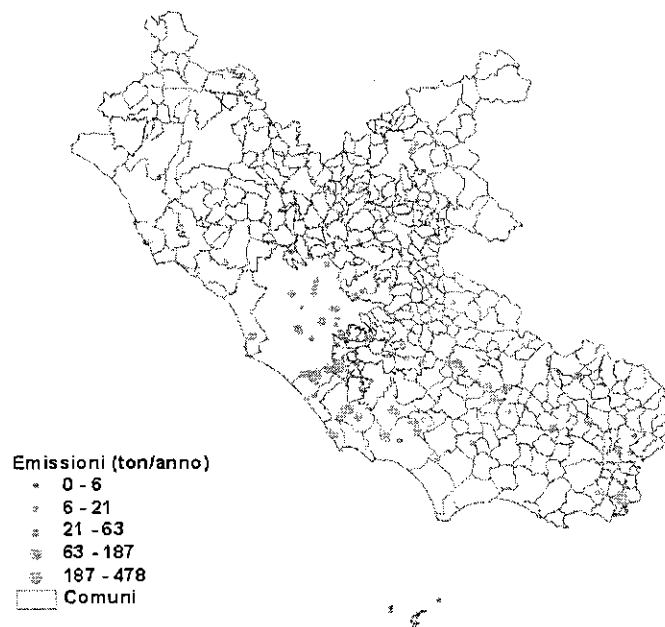 Emissioni (ton/anno)
0 - 6
6 - 21
21 - 63
63 - 187
187 - 478
Comuni